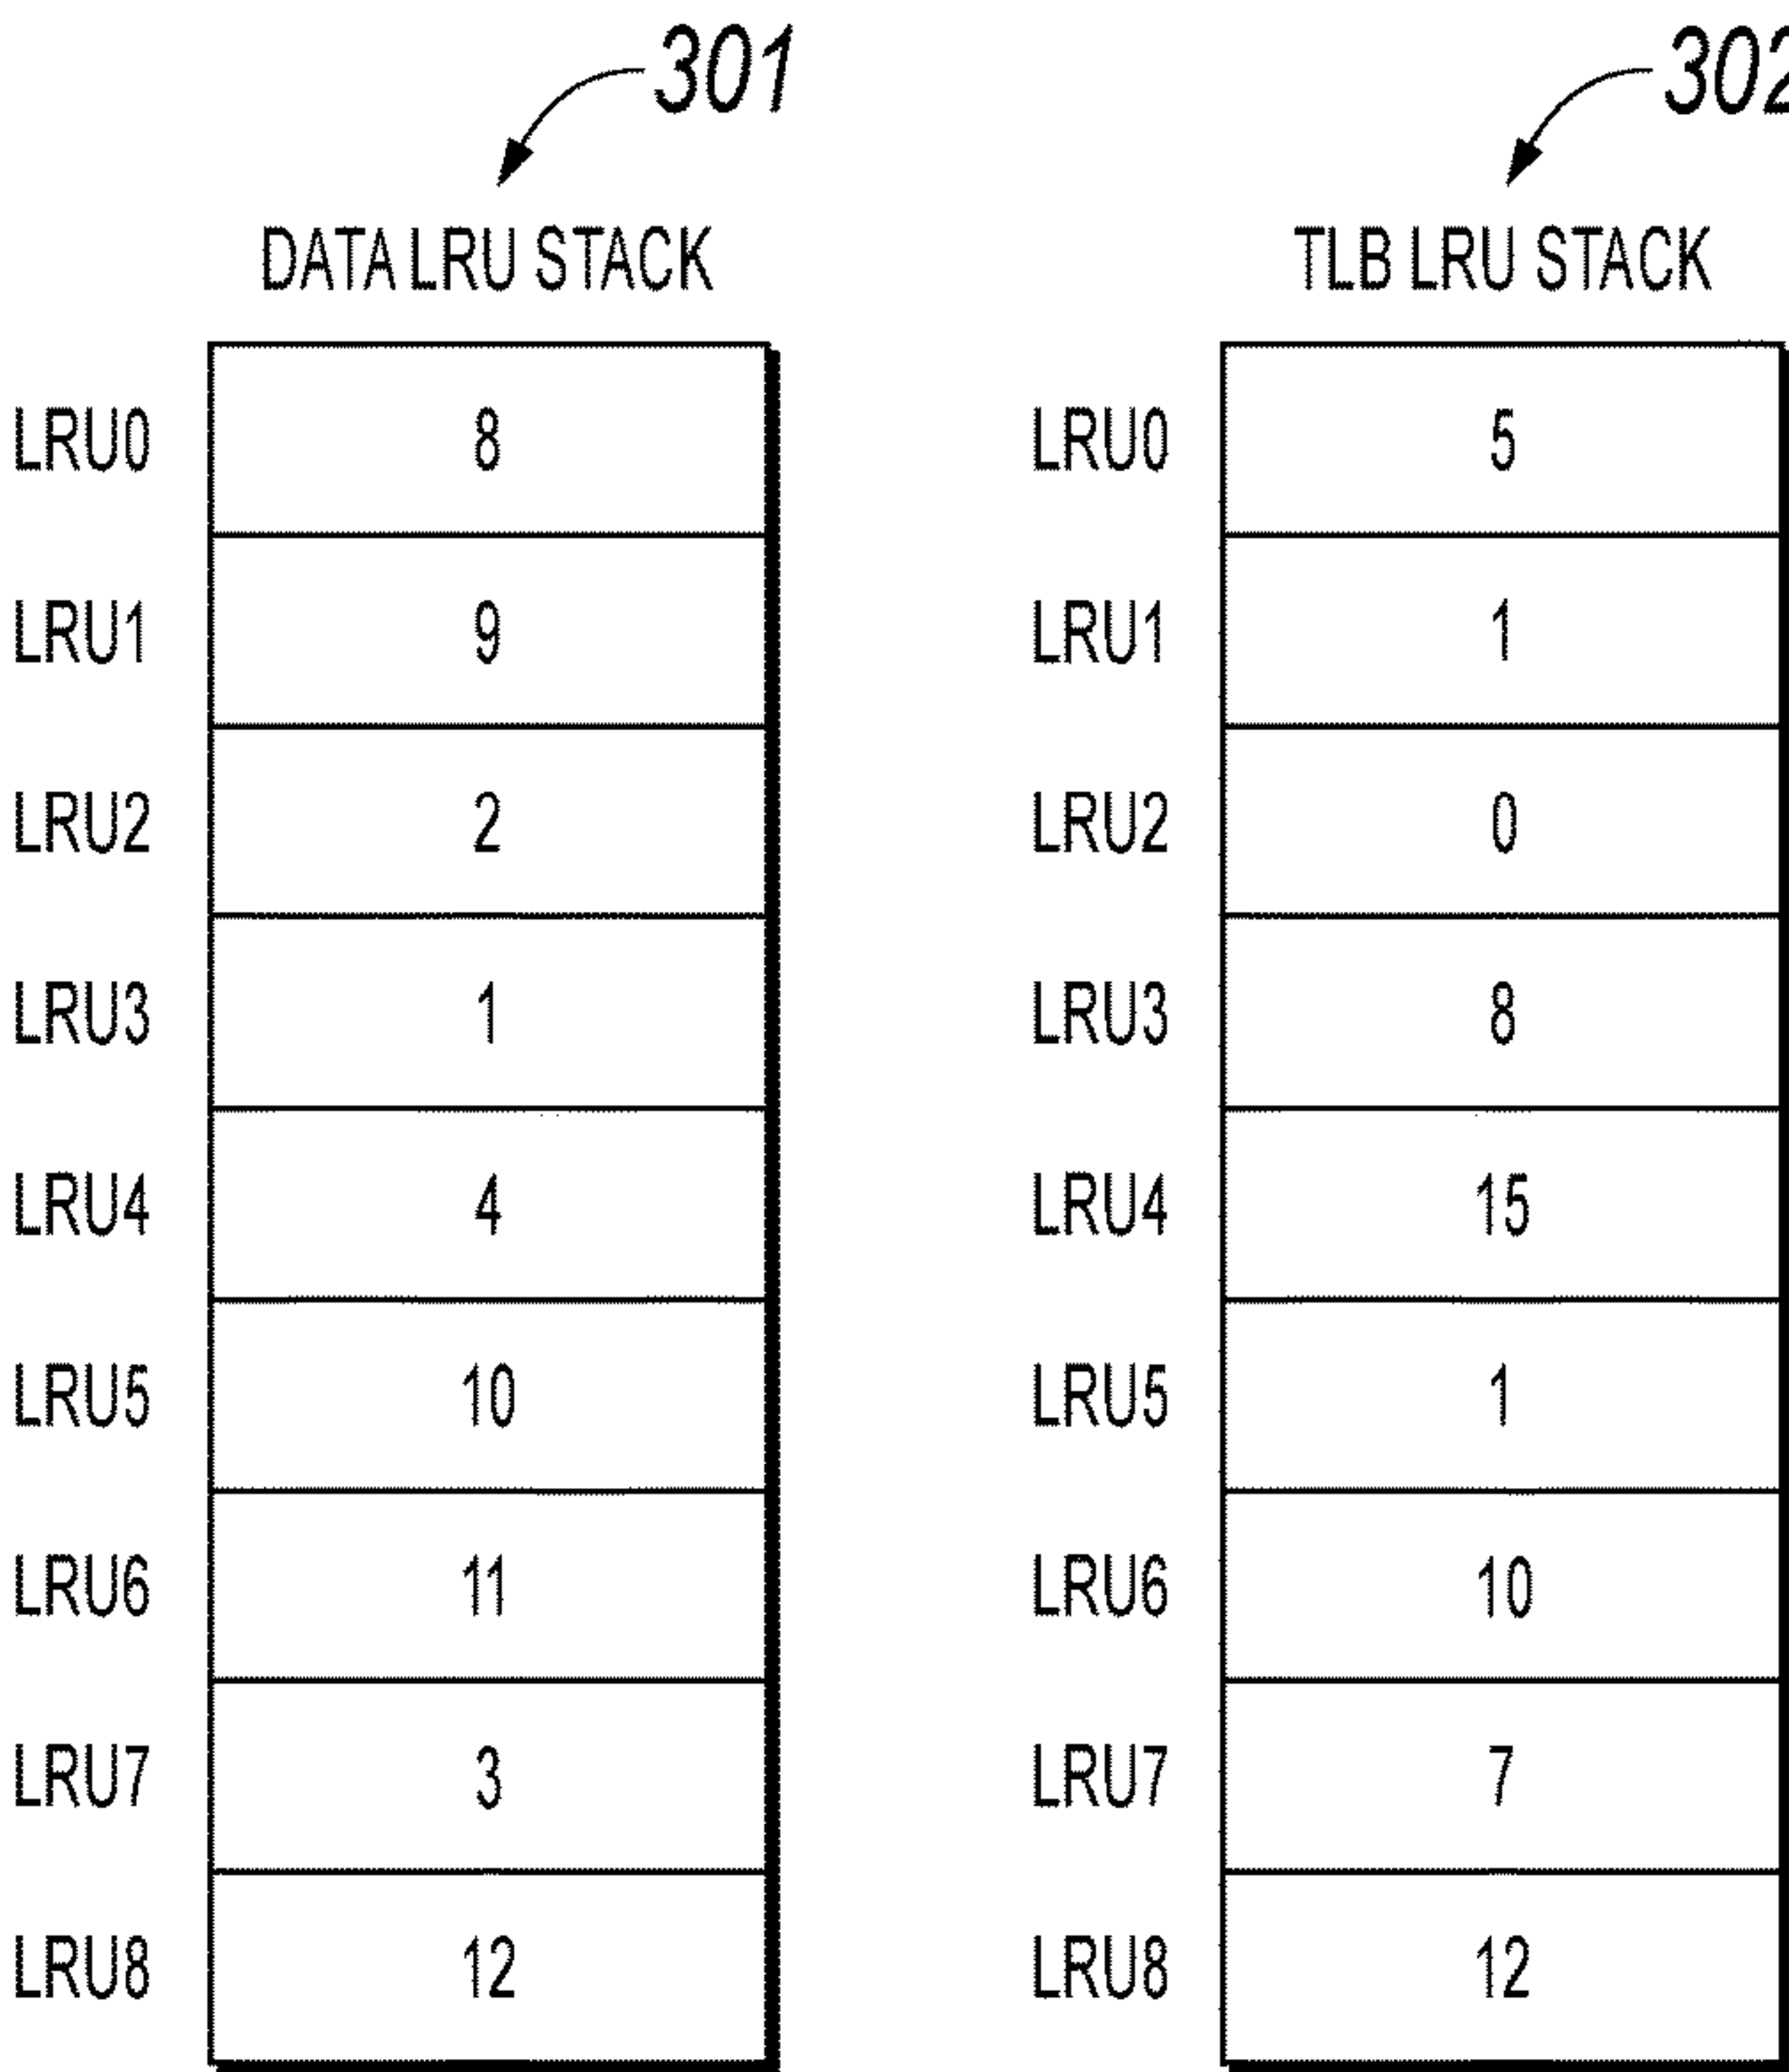 301 302
DATA LRU STACK TLB LRU STACK
LRU0 8 LRU0 5
LRU1 9 LRU1 1
LRU2 2 LRU2 0
LRU3 1 LRU3 8
LRU4 4 LRU4 15
LRU5 10 LRU5 1
LRU6 11 LRU6 10
LRU7 3 LRU7 7
LRU8 12 LRU8 12